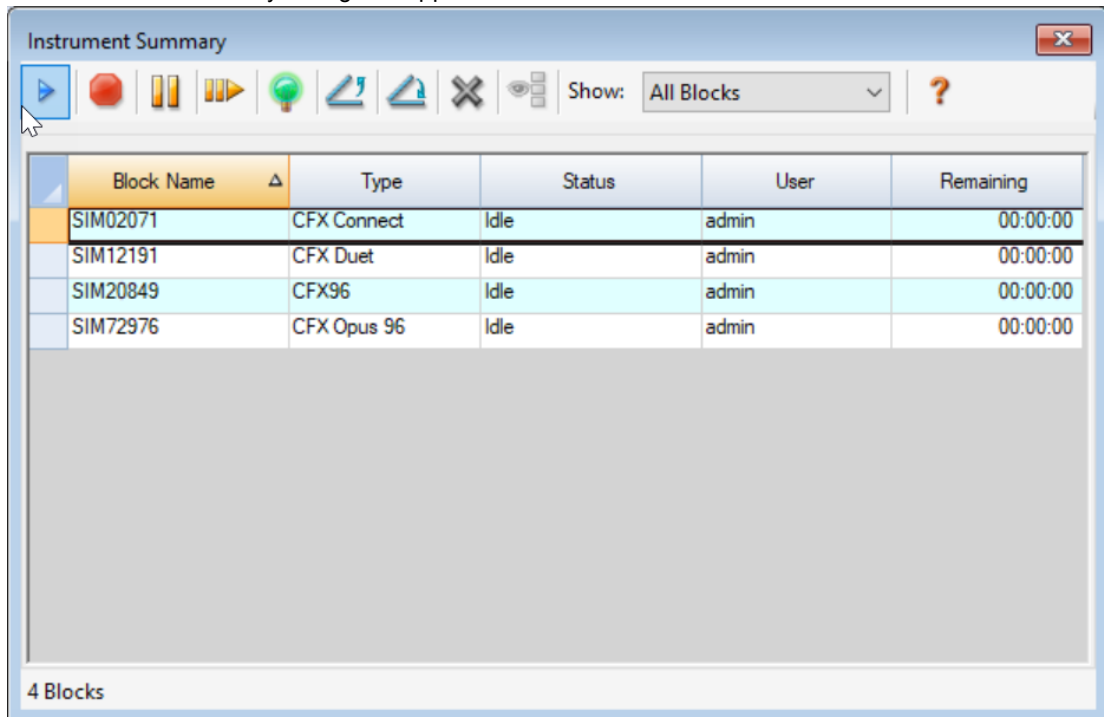 Instrument Summary
Show: All Blocks ?
Block Name Type Status User Remaining
SIM02071 CFX Connect Idle admin 00:00:00
SIM12191 CFX Duet Idle admin 00:00:00
SIM20849 CFX96 Idle admin 00:00:00
SIM72976 CFX Opus 96 Idle admin 00:00:00
4 Blocks